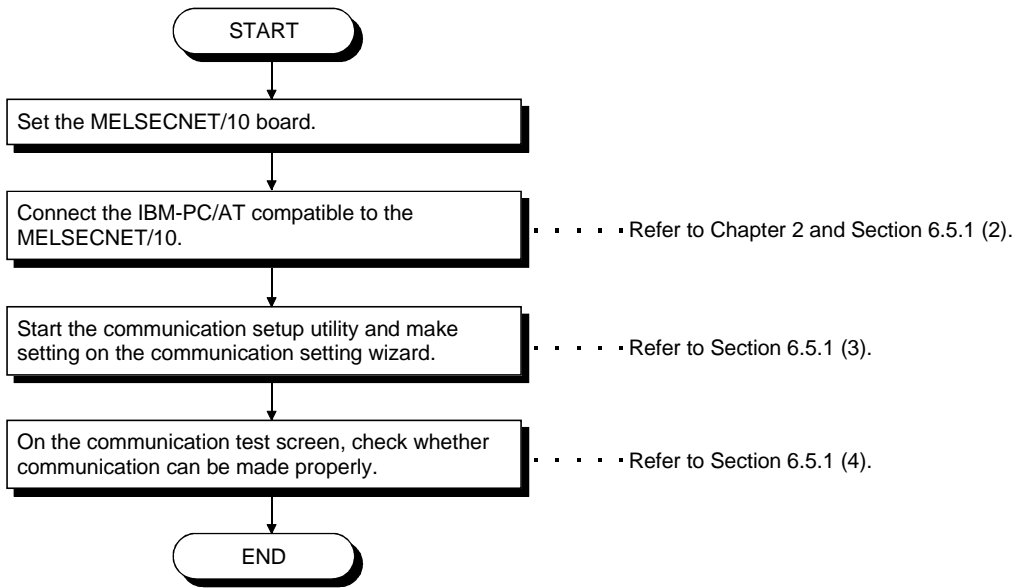 START
Set the MELSECNET/10 board.
Connect the IBM-PC/AT compatible to the
MELSECNET/10.
Refer to Chapter 2 and Section 6.5.1 (2).
Start the communication setup utility and make
setting on the communication setting wizard.
Refer to Section 6.5.1 (3).
On the communication test screen, check whether
communication can be made properly.
Refer to Section 6.5.1 (4).
END